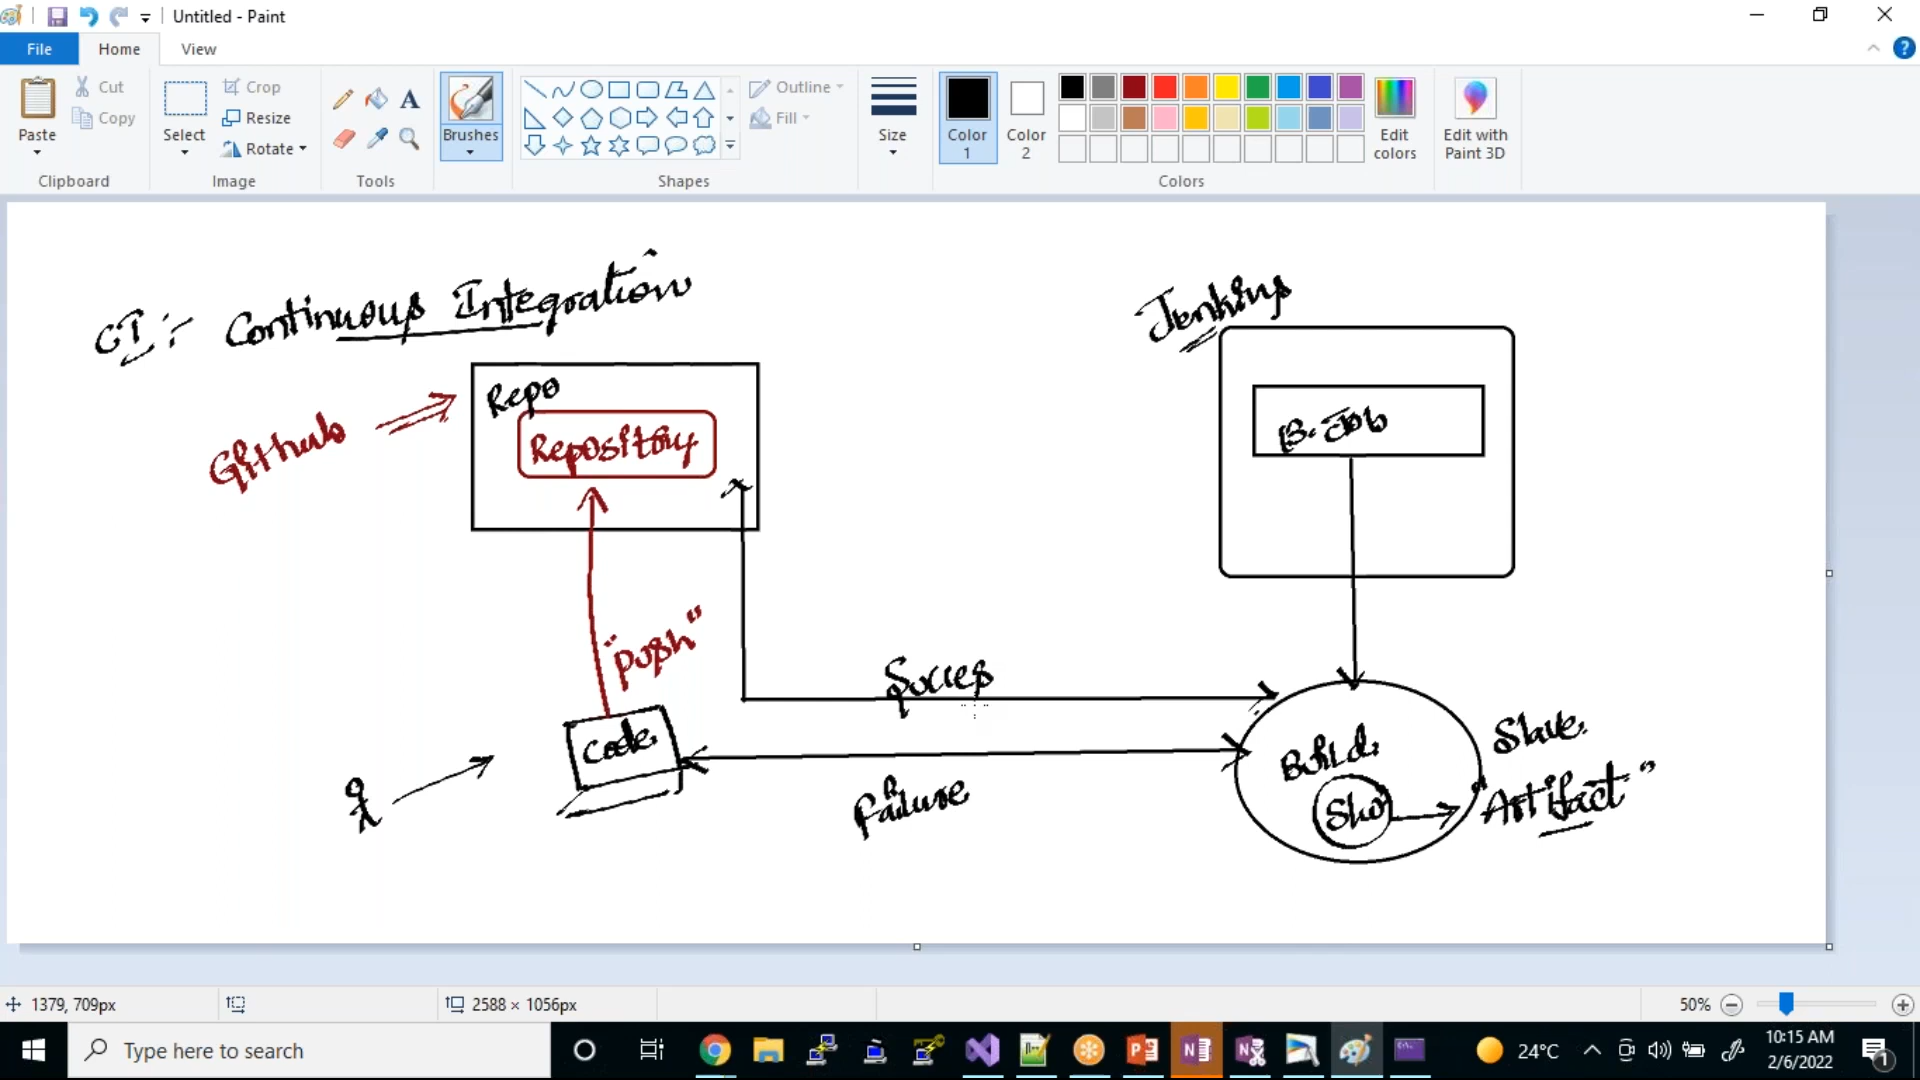 Untitled - Paint
File Home View
Paste
Cut
Copy
Clipboard
Select
Crop
Resize
Rotate
Image
Tools
Brushes
Shapes
Outline
Fill
Size
Color 1
Color 2
Edit colors
Edit with Paint 3D
Colors
CI :- Continuous Integration
Jenkins
Repo
Github
Repository
B. Job
"Push"
Succes
Code
Build
Slave
Failure
"Artifact"
1379, 709px
2588 × 1056px
50%
Type here to search
24°C
10:15 AM
2/6/2022
1